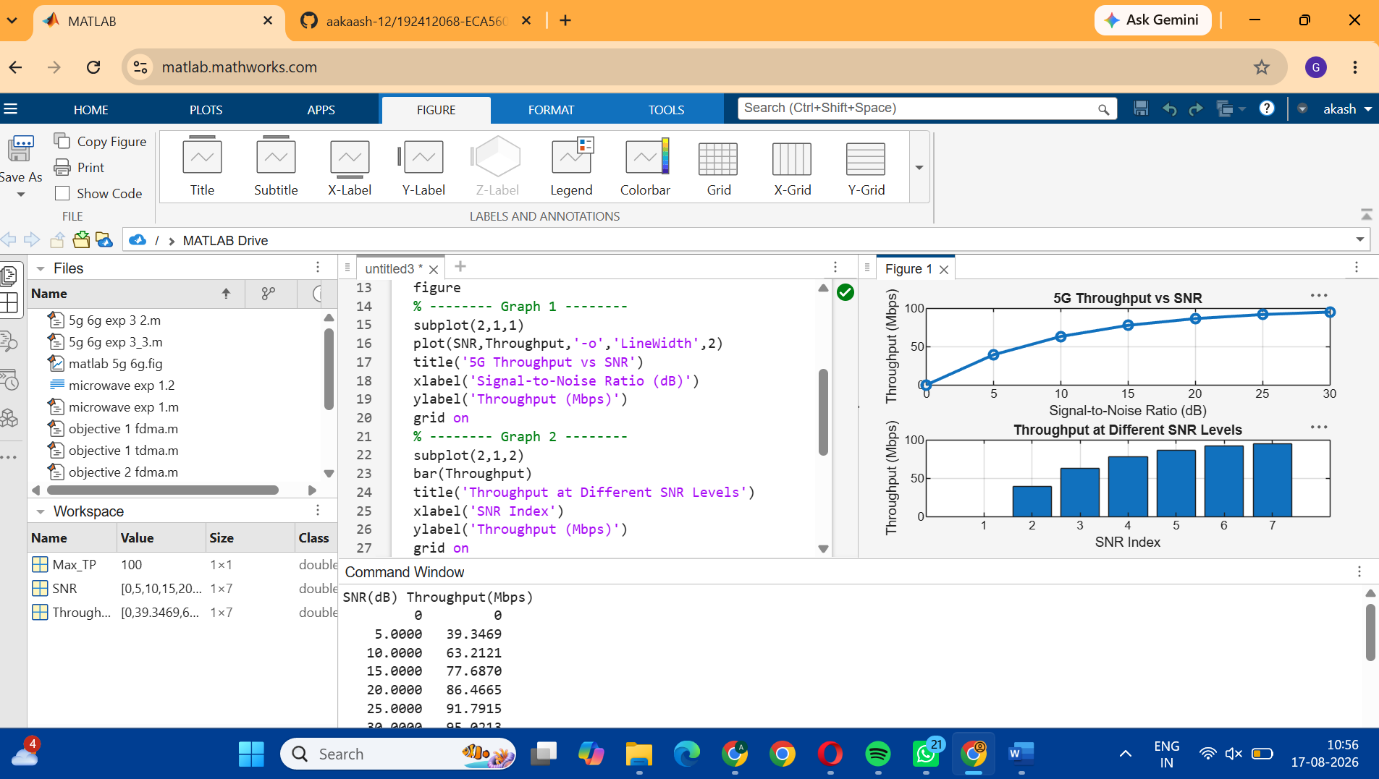 MATLAB
aakaash-12/192412068-ECA560
Ask Gemini
matlab.mathworks.com
G
HOME
PLOTS
APPS
FIGURE
FORMAT
TOOLS
Search (Ctrl+Shift+Space)
akash
Save As
Copy Figure
Print
Show Code
FILE
Title
Subtitle
X-Label
Y-Label
Z-Label
Legend
Colorbar
Grid
X-Grid
Y-Grid
LABELS AND ANNOTATIONS
/ > MATLAB Drive
Files
Name
5g 6g exp 3 2.m
5g 6g exp 3_3.m
matlab 5g 6g.fig
microwave exp 1.2
microwave exp 1.m
objective 1 fdma.m
objective 1 tdma.m
objective 2 fdma.m
Workspace
Name Value Size Class
Max_TP 100 1×1 double
SNR [0,5,10,15,20... 1×7 double
Through... [0,39.3469,6... 1×7 double
untitled3 *
13 figure
14 % -------- Graph 1 --------
15 subplot(2,1,1)
16 plot(SNR,Throughput,'-o','LineWidth',2)
17 title('5G Throughput vs SNR')
18 xlabel('Signal-to-Noise Ratio (dB)')
19 ylabel('Throughput (Mbps)')
20 grid on
21 % -------- Graph 2 --------
22 subplot(2,1,2)
23 bar(Throughput)
24 title('Throughput at Different SNR Levels')
25 xlabel('SNR Index')
26 ylabel('Throughput (Mbps)')
27 grid on
Figure 1
5G Throughput vs SNR
Throughput (Mbps)
100
50
0
0 5 10 15 20 25 30
Signal-to-Noise Ratio (dB)
Throughput at Different SNR Levels
Throughput (Mbps)
100
50
0
1 2 3 4 5 6 7
SNR Index
Command Window
SNR(dB) Throughput(Mbps)
0 0
5.0000 39.3469
10.0000 63.2121
15.0000 77.6870
20.0000 86.4665
25.0000 91.7915
30.0000 95.0213
4
Search
A
21
ENG
IN
10:56
17-08-2026